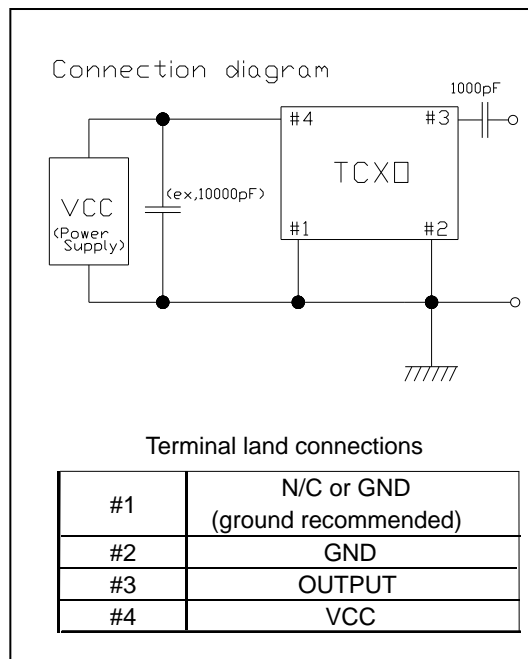 Connection diagram
1000pF
#4
#3
TCXO
VCC
(Power
Supply)
(ex,10000pF)
#1
#2
Terminal land connections
#1
N/C or GND
(ground recommended)
#2 GND
#3 OUTPUT
#4 VCC